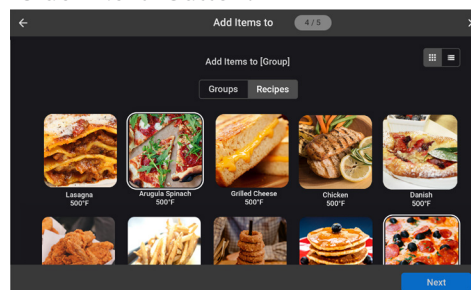 Add Items to 4/5
Add Items to [Group]
Groups Recipes
Lasagna
500°F
Arugula Spinach
500°F
Grilled Cheese
500°F
Chicken
500°F
Danish
500°F
Next